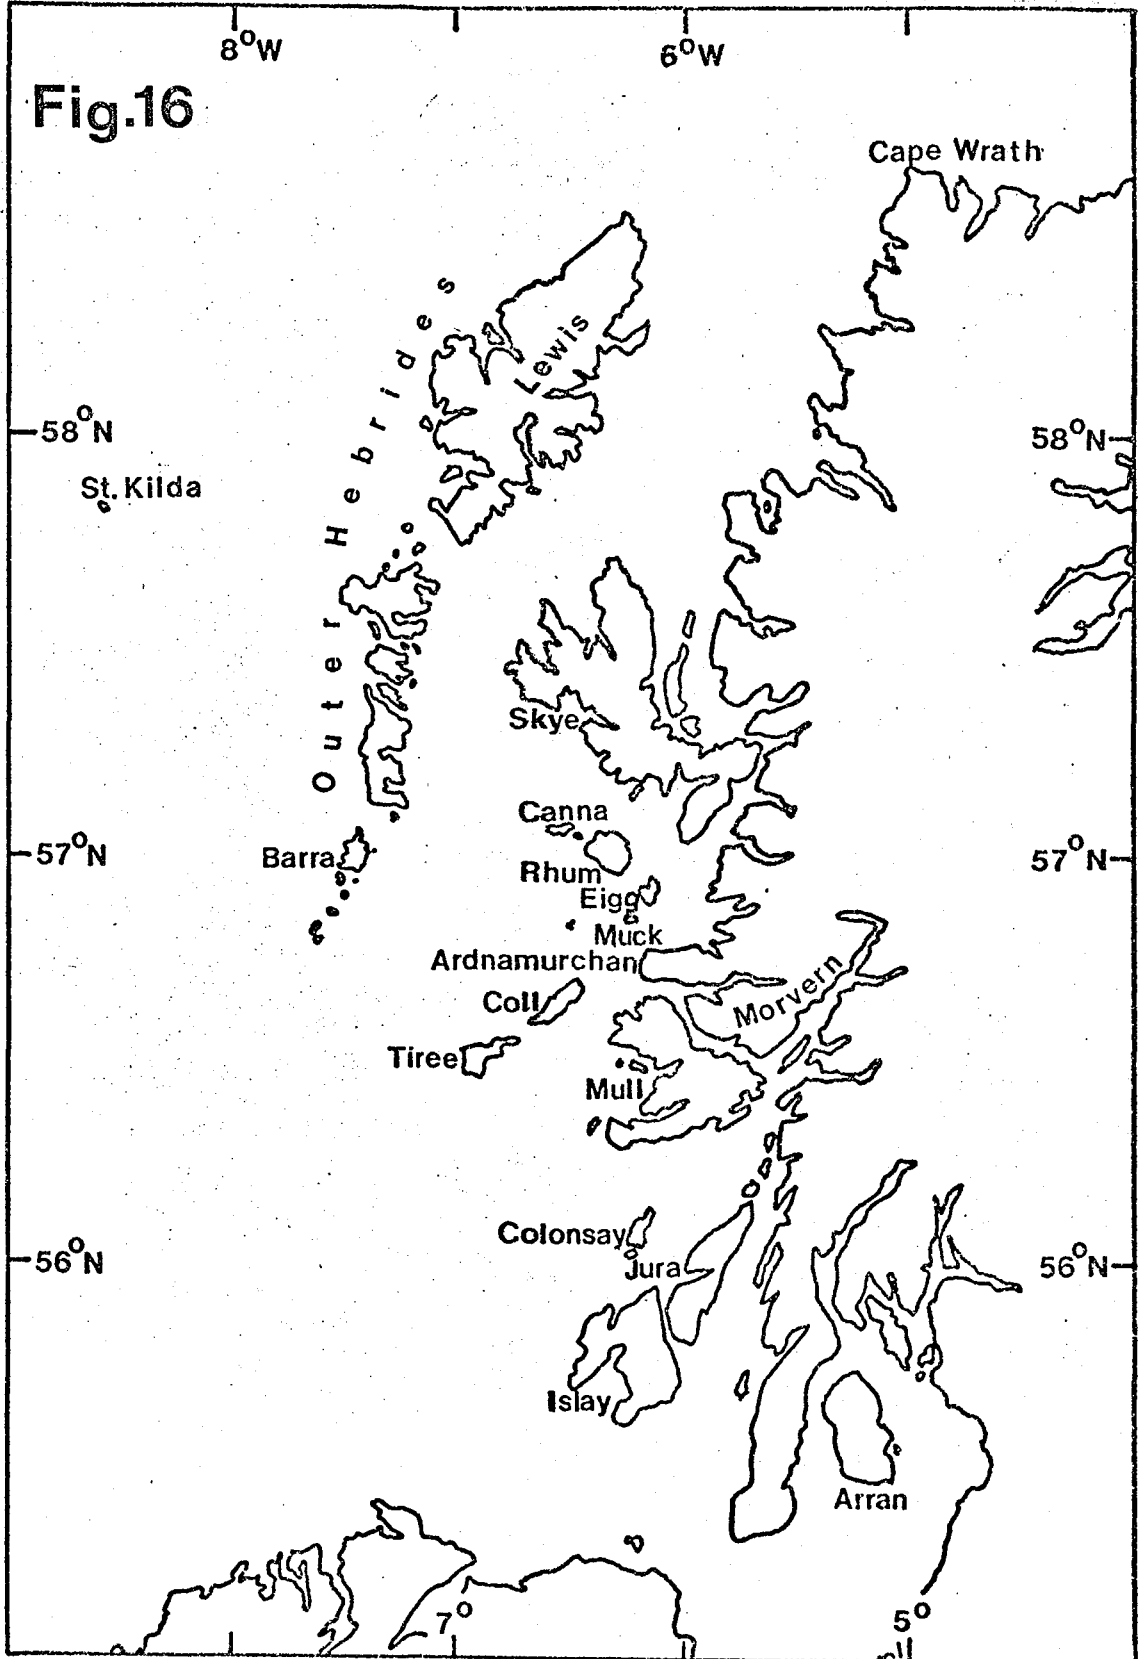 8°W
6°W
Fig.16
Cape Wrath
Outer Hebrides
Lewis
58°N
58°N
St. Kilda
Skye
Canna
57°N
Barra
57°N
Rhum
Eigg
Muck
Ardnamurchan
Coll
Morvern
Tiree
Mull
Colonsay
56°N
Jura
56°N
Islay
Arran
7°
5°